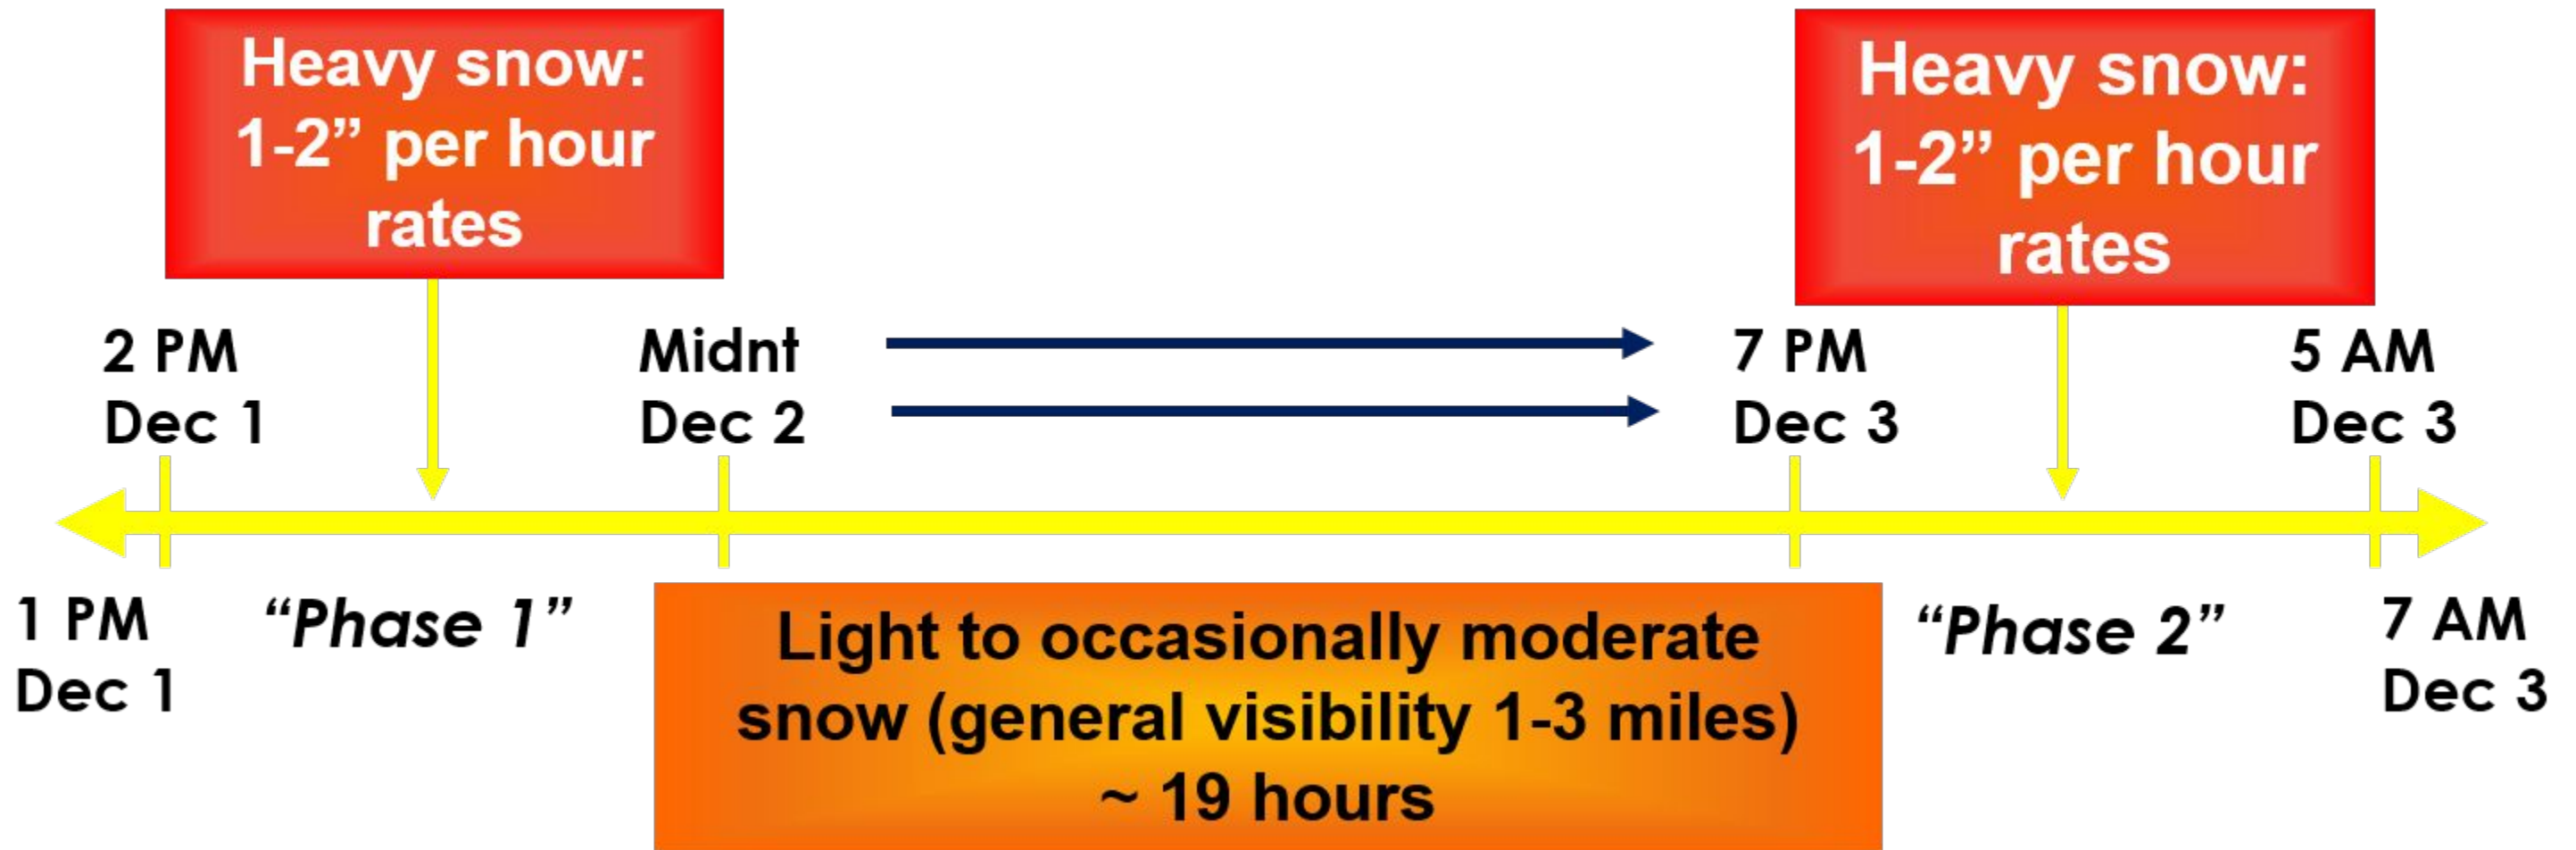 Heavy snow:
1-2” per hour
rates
Heavy snow:
1-2” per hour
rates
2 PM
Dec 1
Midnt
Dec 2
7 PM
Dec 3
5 AM
Dec 3
1 PM
Dec 1
“Phase 1”
Light to occasionally moderate
snow (general visibility 1-3 miles)
~ 19 hours
“Phase 2”
7 AM
Dec 3